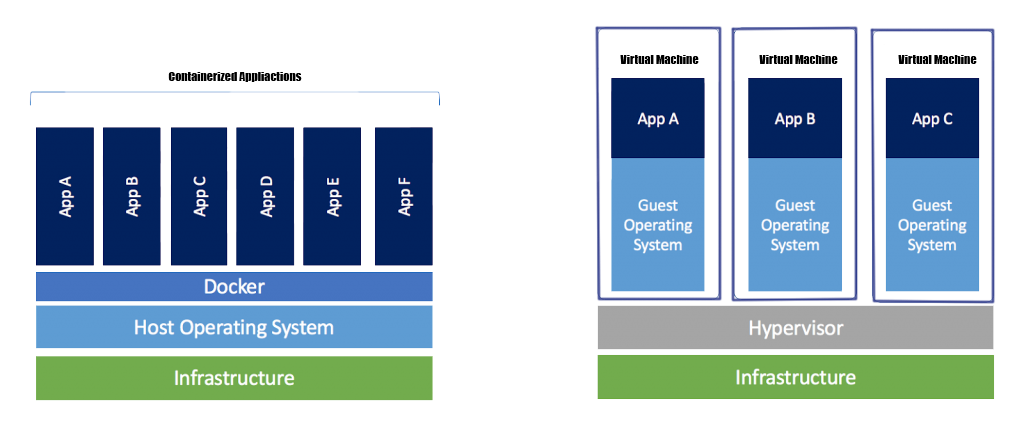 Containerized Appliactions
App A
App B
App C
App D
App E
App F
Docker
Host Operating System
Infrastructure
Virtual Machine
App A
Guest
Operating
System
Virtual Machine
App B
Guest
Operating
System
Virtual Machine
App C
Guest
Operating
System
Hypervisor
Infrastructure